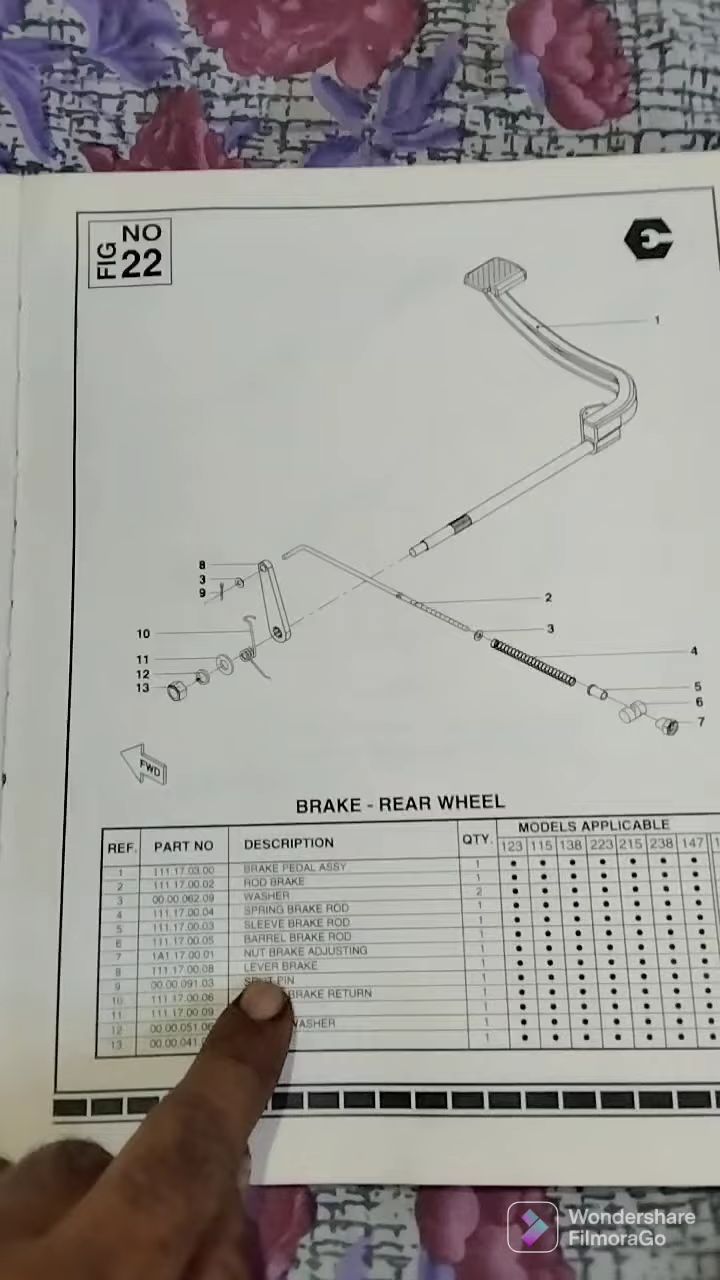 FIG NO 22
1
8
3
9
2
3
10
4
11
12
13
5
6
7
FWD
BRAKE - REAR WHEEL
REF. PART NO DESCRIPTION QTY. MODELS APPLICABLE
123 115 138 223 215 238 147 1
1 111.17.03.00 BRAKE PEDAL ASSY 1
2 111.17.00.02 ROD BRAKE 1
3 00.00.062.09 WASHER 2
4 111.17.00.04 SPRING BRAKE ROD 1
5 111.17.00.03 SLEEVE BRAKE ROD 1
6 111.17.00.05 BARREL BRAKE ROD 1
7 1A1.17.00.01 NUT BRAKE ADJUSTING 1
8 111.17.00.08 LEVER BRAKE 1
9 00.00.091.03 PIN 1
10 111.17.00.06 BRAKE RETURN 1
11 111.17.00.09 1
12 00.00.051.06 WASHER 1
13 00.00.041. 1
Wondershare
FilmoraGo